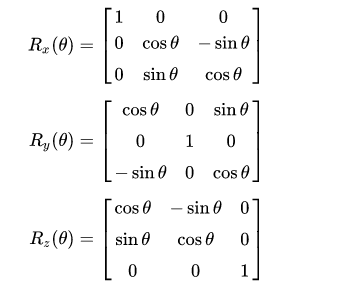 R_x(θ) = [ 1 0 0
0 cos θ − sin θ
0 sin θ cos θ ]
R_y(θ) = [ cos θ 0 sin θ
0 1 0
− sin θ 0 cos θ ]
R_z(θ) = [ cos θ − sin θ 0
sin θ cos θ 0
0 0 1 ]